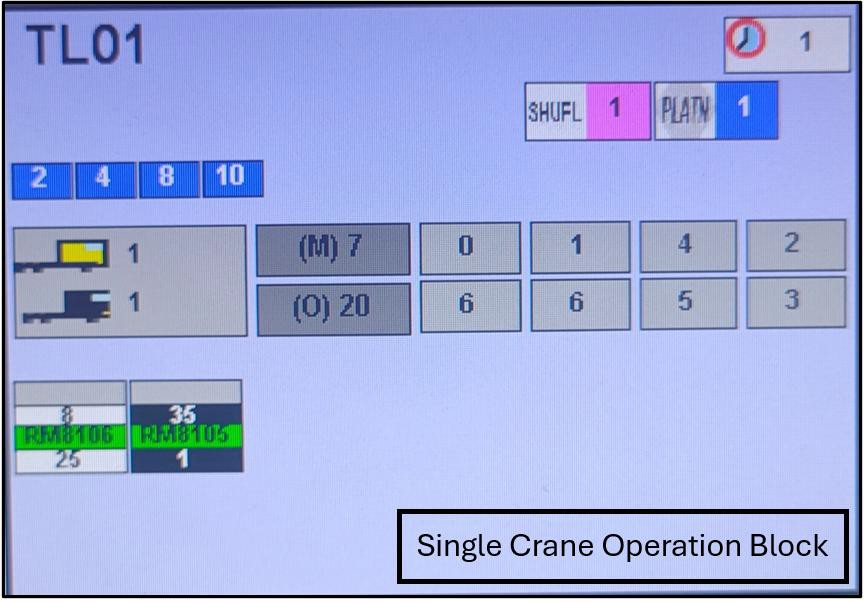 TL01
1
SHUFL 1 PLATN 1
2 4 8 10
1 (M) 7 0 1 4 2
1 (O) 20 6 6 5 3
8 35
RM8106 RM8105
25 1
Single Crane Operation Block